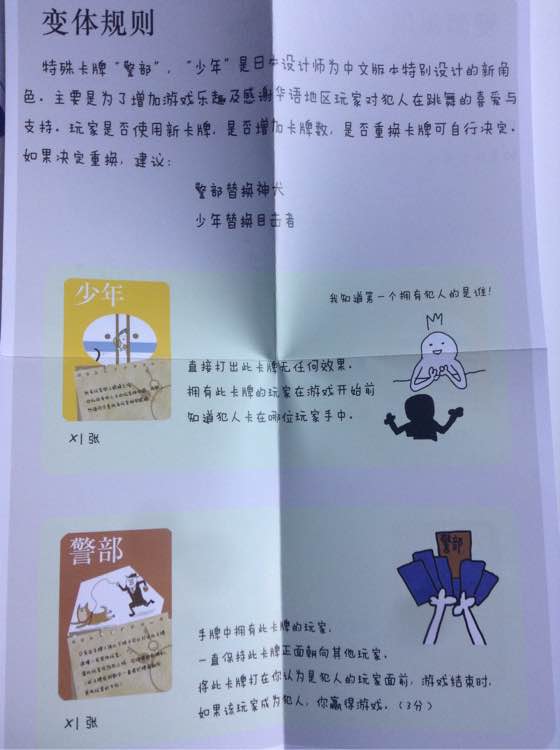 变体规则
特殊卡牌“警部”，“少年”是日本设计师为中文版中特别设计的新角
色。主要是为了增加游戏乐趣及感谢华语地区玩家对犯人在跳舞的喜爱与
支持。玩家是否使用新卡牌，是否增加卡牌数，是否重换卡牌可自行决定。
如果决定重换，建议：
警部替换神犬
少年替换目击者
少年
我知道第一个拥有犯人的是谁！
直接打出此卡牌无任何效果。
拥有此卡牌的玩家在游戏开始前
知道犯人卡在哪位玩家手中。
X1张
警部
警部
手牌中拥有此卡牌的玩家，
一直保持此卡牌正面朝向其他玩家。
将此卡牌打在你认为是犯人的玩家面前，游戏结束时，
如果该玩家成为犯人，你赢得游戏。（3分）
X1张